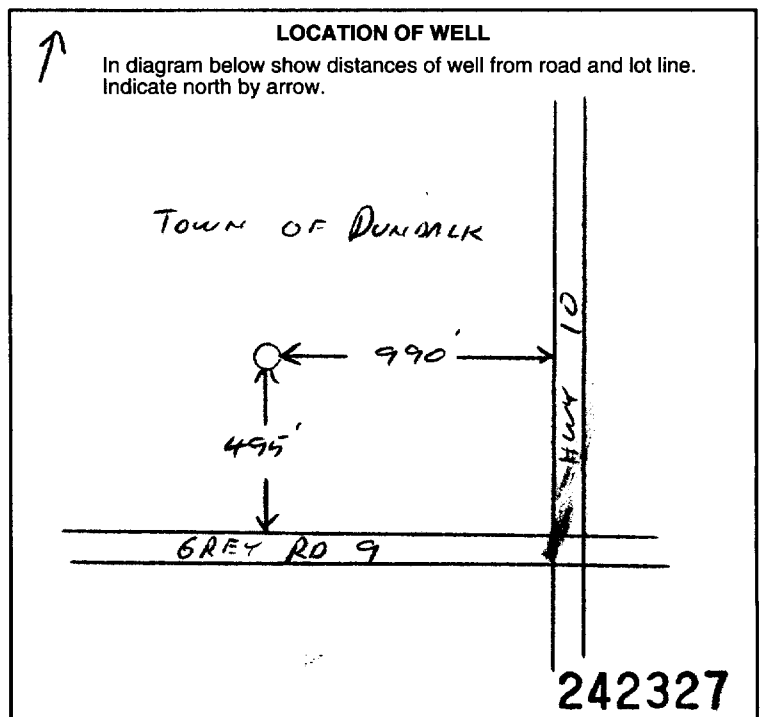 LOCATION OF WELL
In diagram below show distances of well from road and lot line.
Indicate north by arrow.
TOWN OF DUNDALK
HWY 10
990'
495'
GREY RD 9
242327